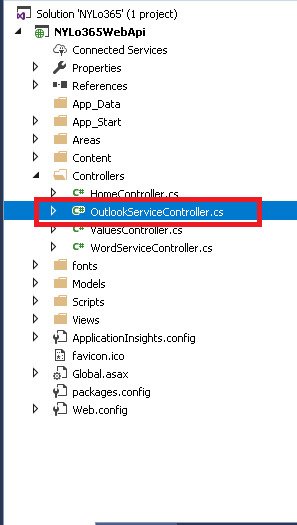 Solution 'NYLo365' (1 project)
NYLo365WebApi
Connected Services
Properties
References
App_Data
App_Start
Areas
Content
Controllers
C# HomeController.cs
C# OutlookServiceController.cs
C# ValuesController.cs
C# WordServiceController.cs
fonts
Models
Scripts
Views
ApplicationInsights.config
favicon.ico
Global.asax
packages.config
Web.config